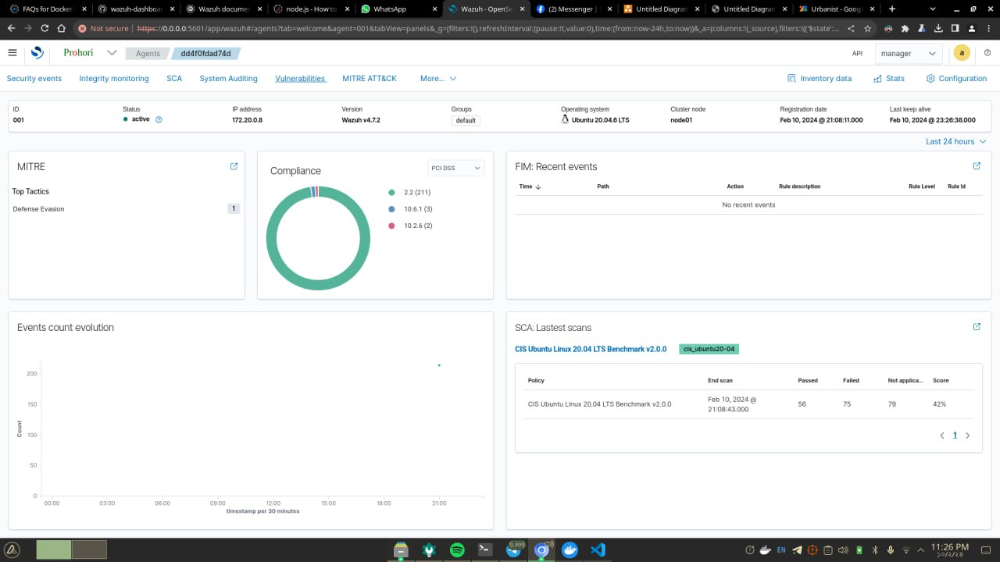 FAQs for Docker
wazuh-dashboar
Wazuh docume
node.js - How to
WhatsApp
Wazuh - OpenSe
(2) Messenger
Untitled Diagran
Untitled Diagran
Urbanist - Googl
Not secure https://0.0.0.0:5601/app/wazuh#/agents?tab=welcome&agent=001&tabView=panels&_g=(filters:!(),refreshInterval:(pause:!t,value:0),time:(from:now-24h,to:now))&_a=(columns:!(_source),filters:!(('$state':...
Prohori Agents dd4f0fdad74d API manager a
Security events Integrity monitoring SCA System Auditing Vulnerabilities MITRE ATT&CK More... Inventory data Stats Configuration
ID Status IP address Version Groups Operating system Cluster node Registration date Last keep alive
001 active 172.20.0.8 Wazuh v4.7.2 default Ubuntu 20.04.6 LTS node01 Feb 10, 2024 @ 21:08:11.000 Feb 10, 2024 @ 23:26:38.000
Last 24 hours
MITRE
Top Tactics
Defense Evasion 1
Compliance PCI DSS
2.2 (211)
10.6.1 (3)
10.2.6 (2)
FIM: Recent events
Time Path Action Rule description Rule Level Rule Id
No recent events
Events count evolution
200
150
100
50
0
Count
00:00 03:00 06:00 09:00 12:00 15:00 18:00 21:00
timestamp per 30 minutes
SCA: Lastest scans
CIS Ubuntu Linux 20.04 LTS Benchmark v2.0.0 cis_ubuntu20-04
Policy End scan Passed Failed Not applica... Score
CIS Ubuntu Linux 20.04 LTS Benchmark v2.0.0 Feb 10, 2024 @ 21:08:43.000 56 75 79 42%
1
9,999
EN
11:26 PM